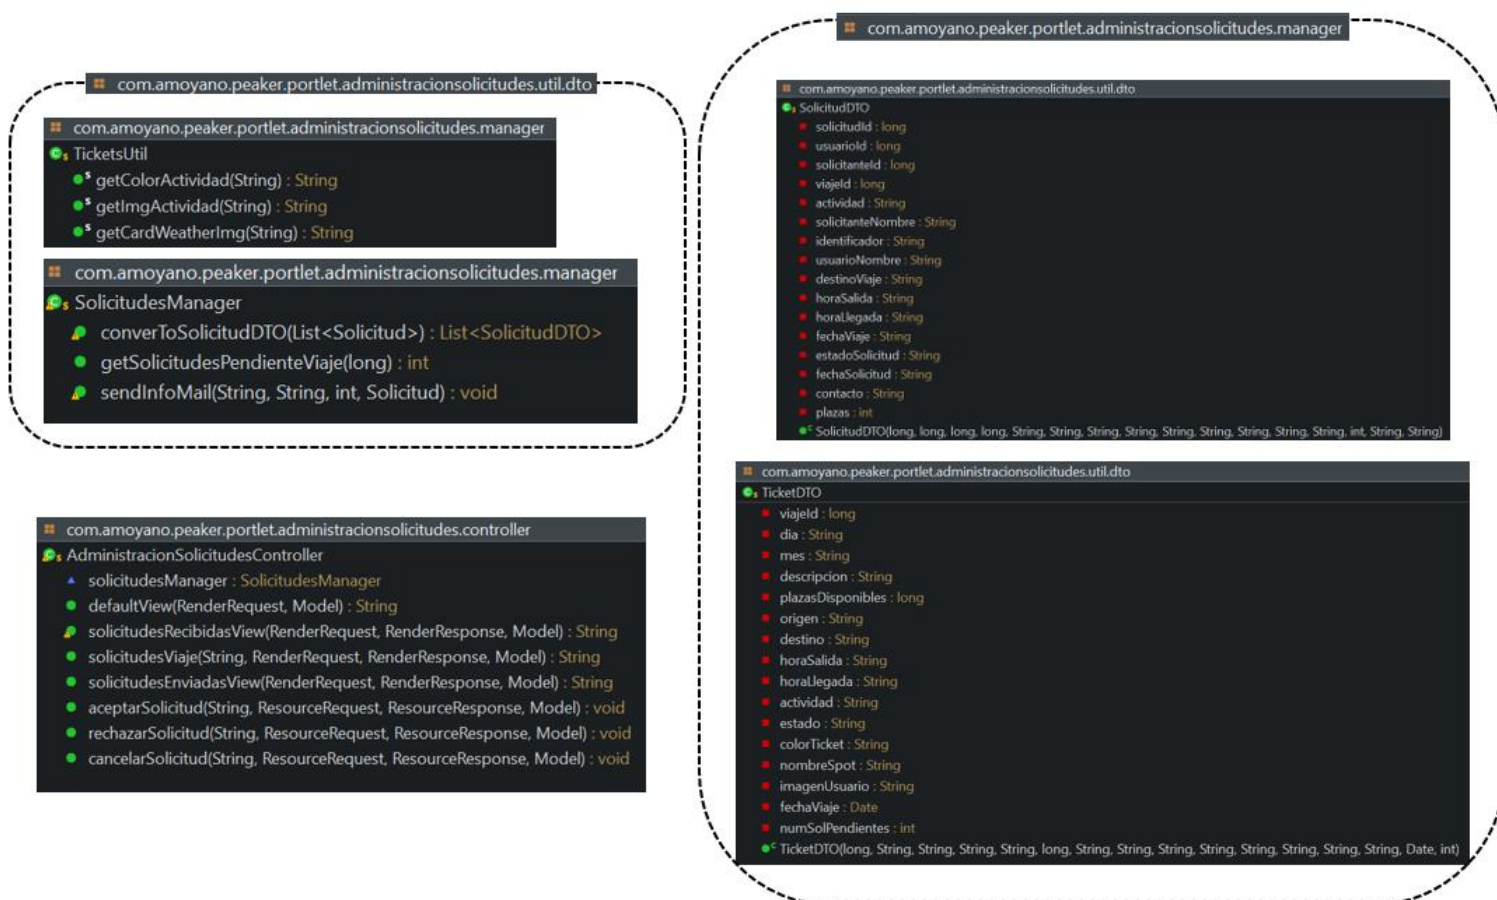 com.amoyano.peaker.portlet.administracionsolicitudes.util.dto
com.amoyano.peaker.portlet.administracionsolicitudes.manager
TicketsUtil
getColorActividad(String) : String
getImgActividad(String) : String
getCardWeatherImg(String) : String
com.amoyano.peaker.portlet.administracionsolicitudes.manager
SolicitudesManager
converToSolicitudDTO(List<Solicitud>) : List<SolicitudDTO>
getSolicitudesPendienteViaje(long) : int
sendInfoMail(String, String, int, Solicitud) : void
com.amoyano.peaker.portlet.administracionsolicitudes.controller
AdministracionSolicitudesController
solicitudesManager : SolicitudesManager
defaultView(RenderRequest, Model) : String
solicitudesRecibidasView(RenderRequest, RenderResponse, Model) : String
solicitudesViaje(String, RenderRequest, RenderResponse, Model) : String
solicitudesEnviadasView(RenderRequest, RenderResponse, Model) : String
aceptarSolicitud(String, ResourceRequest, ResourceResponse, Model) : void
rechazarSolicitud(String, ResourceRequest, ResourceResponse, Model) : void
cancelarSolicitud(String, ResourceRequest, ResourceResponse, Model) : void
com.amoyano.peaker.portlet.administracionsolicitudes.manager
com.amoyano.peaker.portlet.administracionsolicitudes.util.dto
SolicitudDTO
solicitudId : long
usuarioId : long
solicitanteId : long
viajeId : long
actividad : String
solicitanteNombre : String
identificador : String
usuarioNombre : String
destinoViaje : String
horaSalida : String
horaLlegada : String
fechaViaje : String
estadoSolicitud : String
fechaSolicitud : String
contacto : String
plazas : int
SolicitudDTO(long, long, long, long, String, String, String, String, String, String, String, String, String, int, String, String)
com.amoyano.peaker.portlet.administracionsolicitudes.util.dto
TicketDTO
viajeId : long
dia : String
mes : String
descripcion : String
plazasDisponibles : long
origen : String
destino : String
horaSalida : String
horaLlegada : String
actividad : String
estado : String
colorTicket : String
nombreSpot : String
imagenUsuario : String
fechaViaje : Date
numSolPendientes : int
TicketDTO(long, String, String, String, String, long, String, String, String, String, String, String, String, String, Date, int)